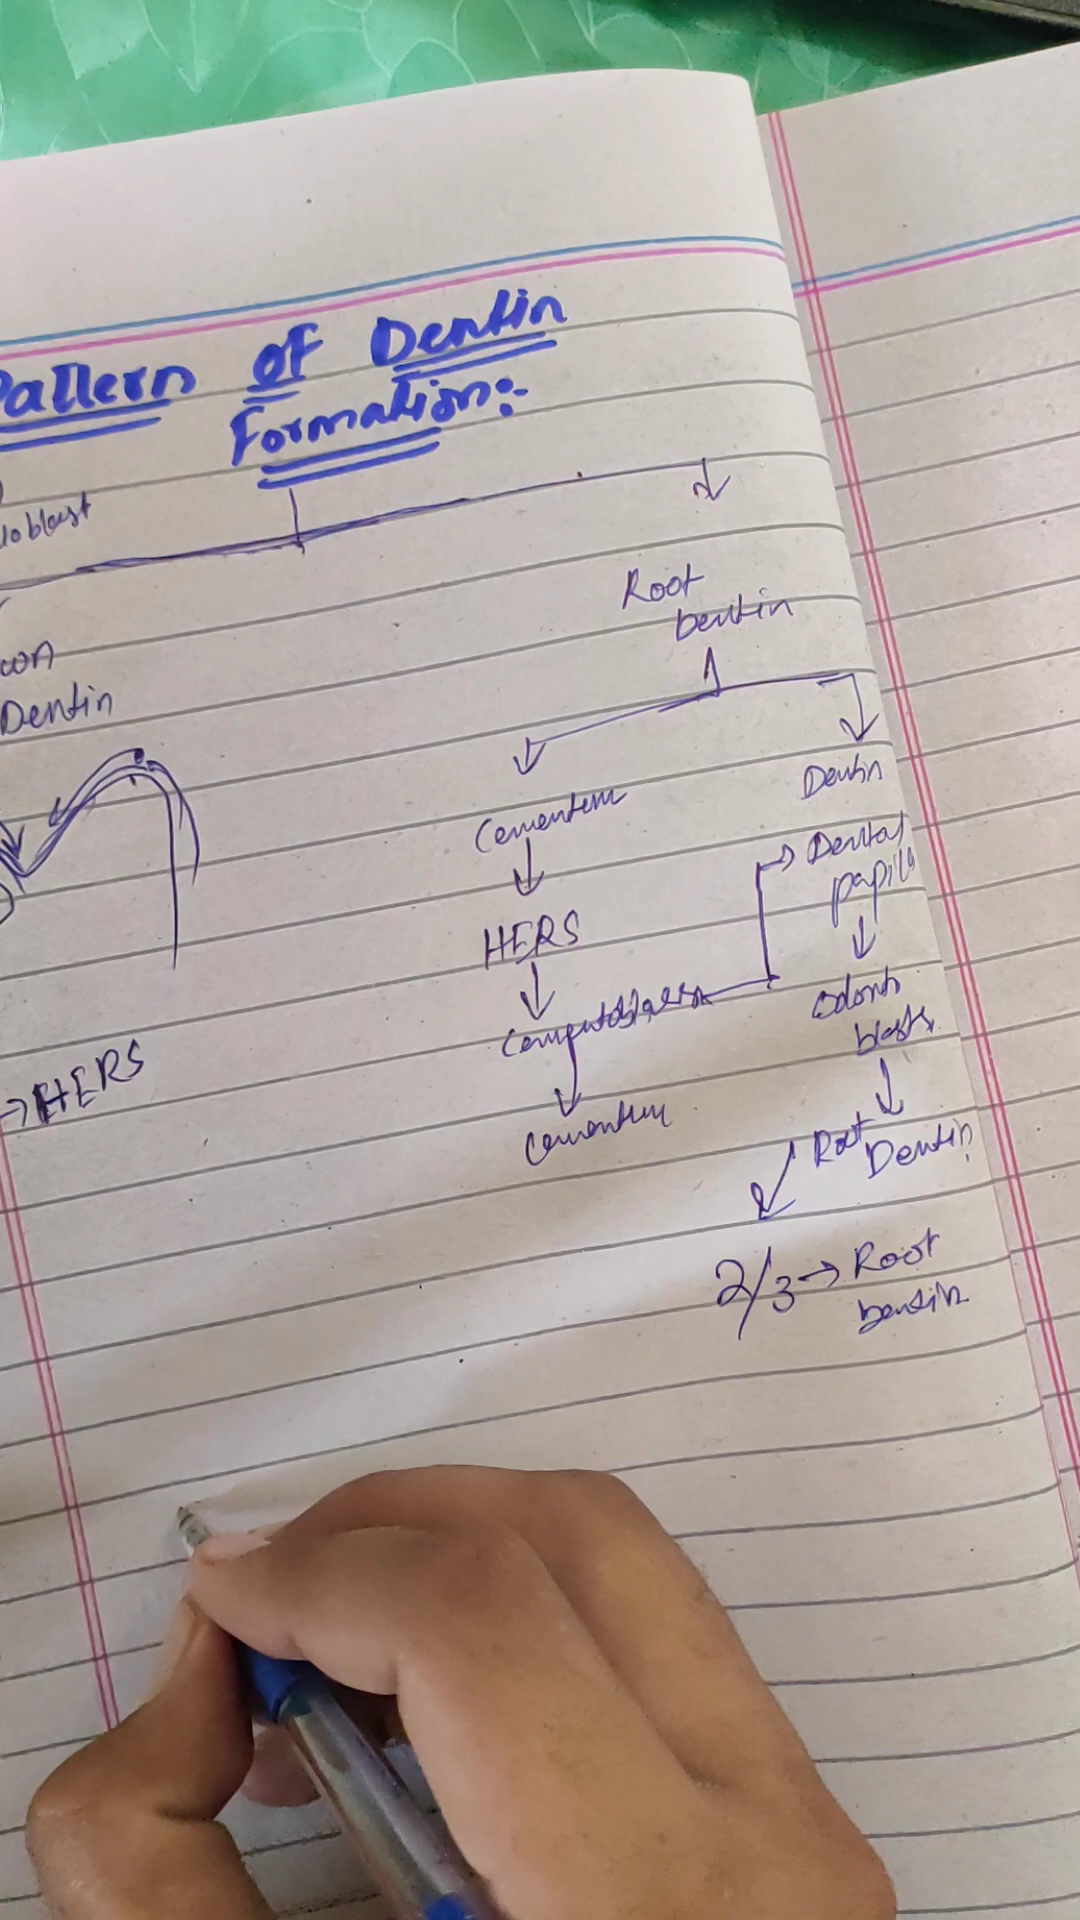 Pattern of Dentin
Formation:-
Root
Dentin
Dentin
Cementum
Dentin
Dental
papilla
HERS
Odonto
blasts
HERS
Cementum
Root
Dentin
2/3 → Root
Dentin